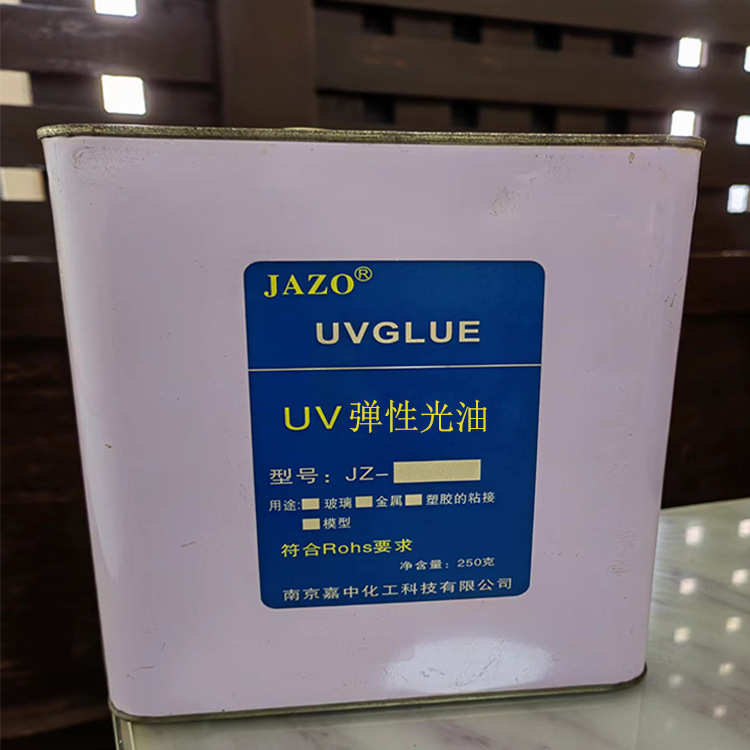 JAZO®
UVGLUE
UV弹性光油
型号：JZ-
用途:玻璃 金属 塑胶的粘接
模型
符合Rohs要求
净含量：250克
南京嘉中化工科技有限公司